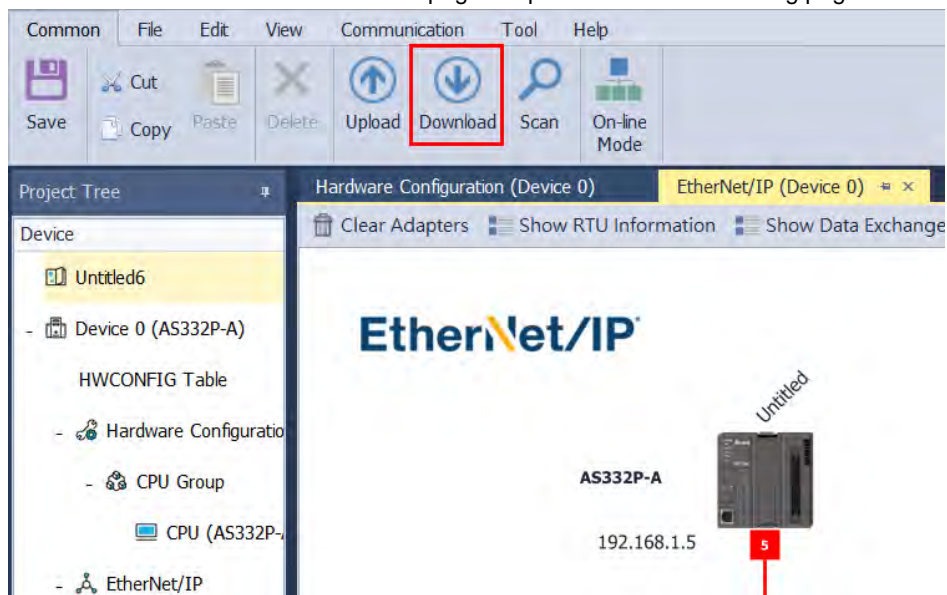 Common File Edit View Communication Tool Help
Save Cut Copy Paste Delete Upload Download Scan On-line Mode
Project Tree
Hardware Configuration (Device 0) EtherNet/IP (Device 0)
Device
Clear Adapters Show RTU Information Show Data Exchange
Untitled6
Device 0 (AS332P-A)
HWCONFIG Table
Hardware Configuratio
CPU Group
CPU (AS332P-
EtherNet/IP
EtherNet/IP
Untitled
AS332P-A
192.168.1.5
5